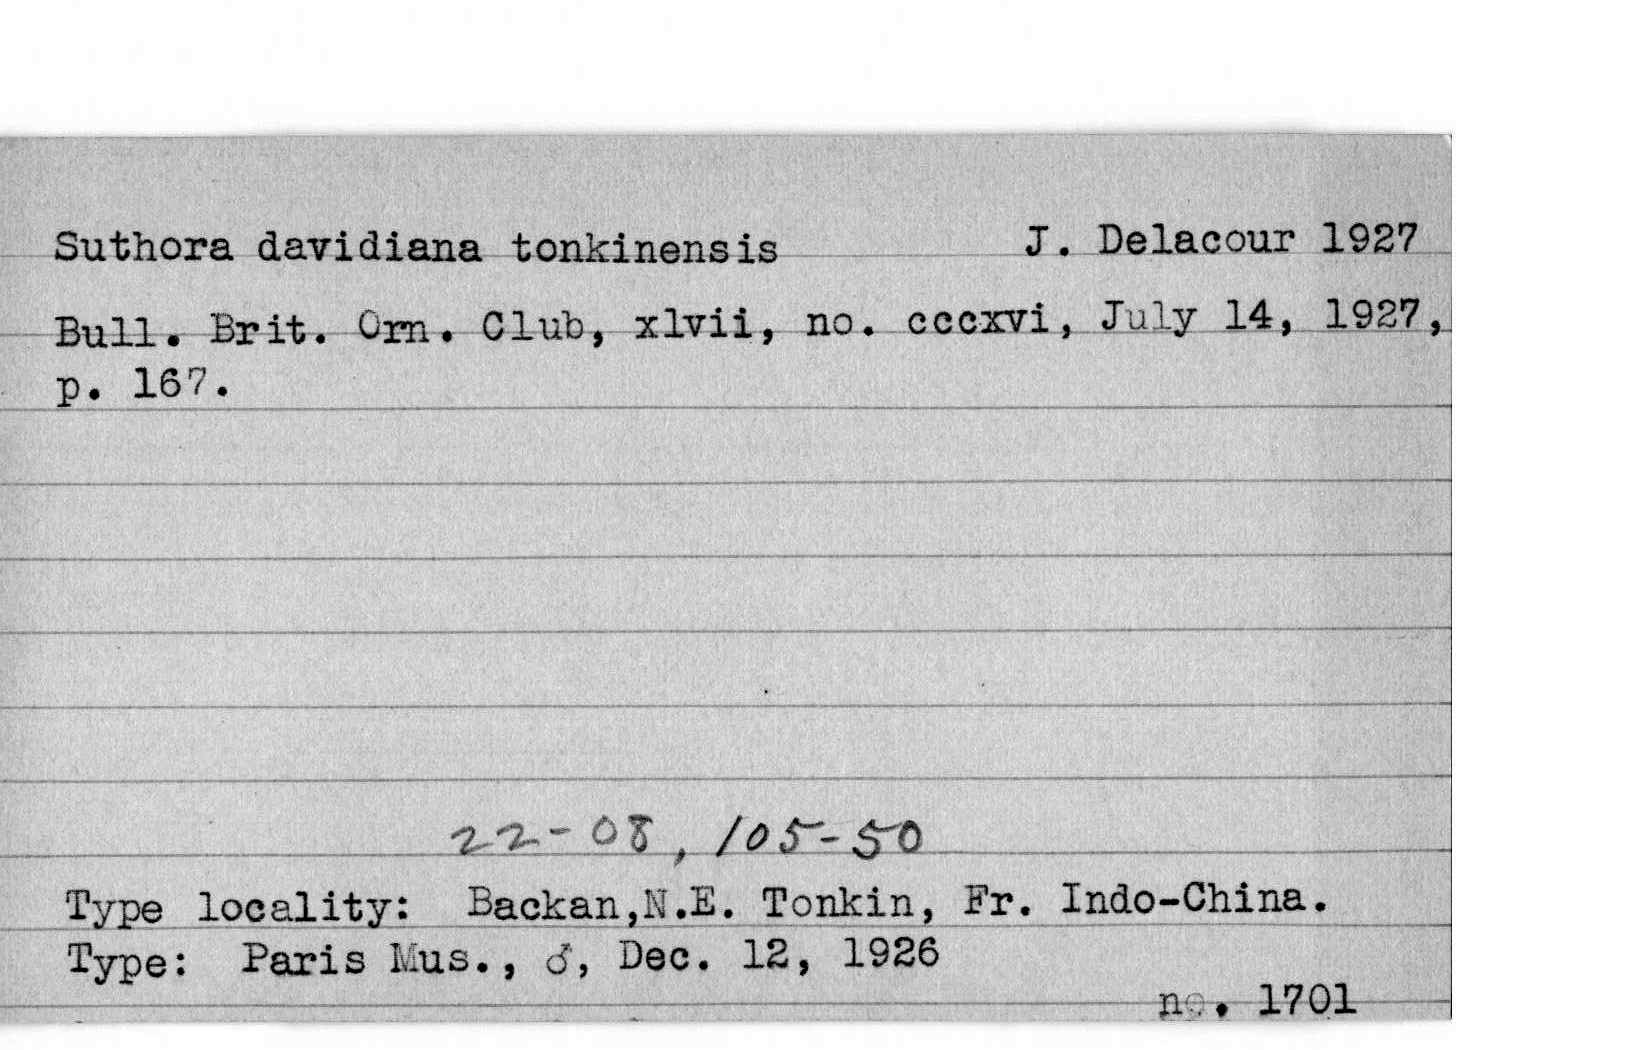 Suthora davidiana tonkinensis J. Delacour 1927
Bull. Brit. Orn. Club, xlvii, no. cccxvi, July 14, 1927,
p. 167.
22-08, 105-50
Type locality: Backan,N.E. Tonkin, Fr. Indo-China.
Type: Paris Mus., ♂, Dec. 12, 1926
no. 1701